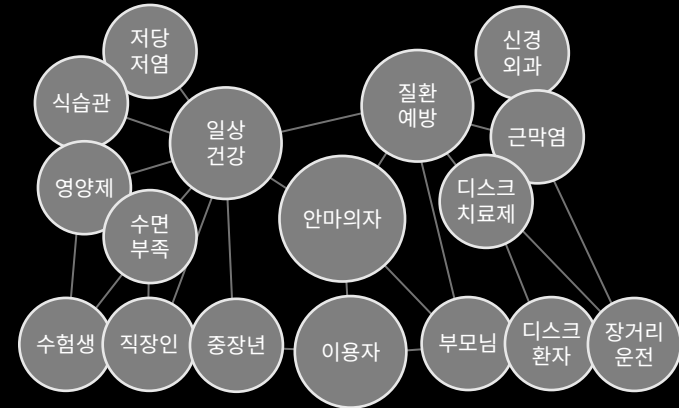 저당
저염
신경
외과
식습관
일상
건강
질환
예방
근막염
영양제
수면
부족
안마의자
디스크
치료제
수험생
직장인
중장년
이용자
부모님
디스크
환자
장거리
운전